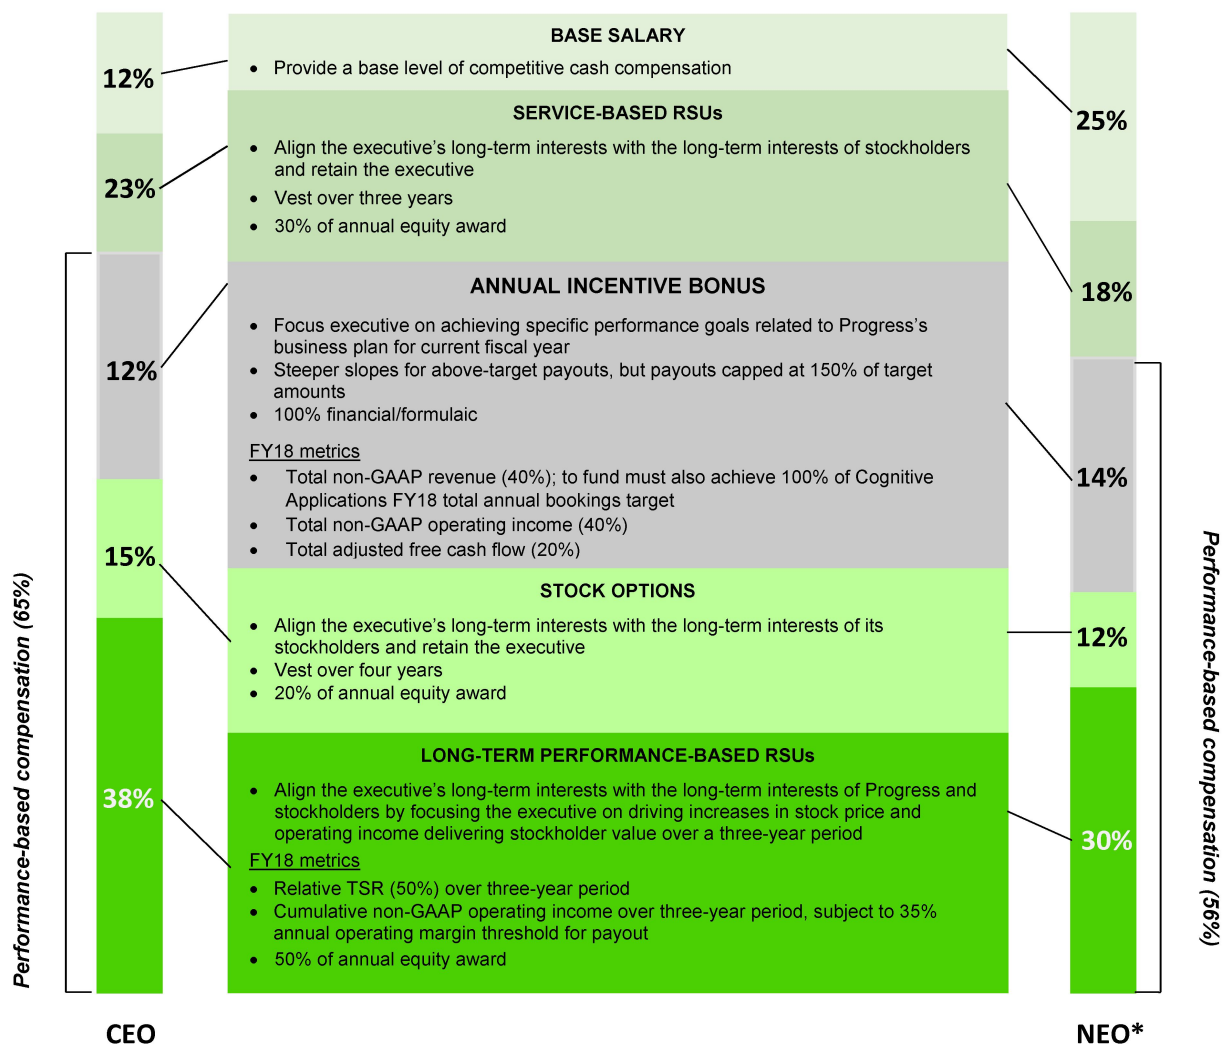 BASE SALARY
• Provide a base level of competitive cash compensation
SERVICE-BASED RSUs
• Align the executive’s long-term interests with the long-term interests of stockholders
and retain the executive
• Vest over three years
• 30% of annual equity award
ANNUAL INCENTIVE BONUS
• Focus executive on achieving specific performance goals related to Progress’s
business plan for current fiscal year
• Steeper slopes for above-target payouts, but payouts capped at 150% of target
amounts
• 100% financial/formulaic
FY18 metrics
• Total non-GAAP revenue (40%); to fund must also achieve 100% of Cognitive
Applications FY18 total annual bookings target
• Total non-GAAP operating income (40%)
• Total adjusted free cash flow (20%)
STOCK OPTIONS
• Align the executive’s long-term interests with the long-term interests of its
stockholders and retain the executive
• Vest over four years
• 20% of annual equity award
LONG-TERM PERFORMANCE-BASED RSUs
• Align the executive’s long-term interests with the long-term interests of Progress and
stockholders by focusing the executive on driving increases in stock price and
operating income delivering stockholder value over a three-year period
FY18 metrics
• Relative TSR (50%) over three-year period
• Cumulative non-GAAP operating income over three-year period, subject to 35%
annual operating margin threshold for payout
• 50% of annual equity award
12%
23%
12%
15%
38%
Performance-based compensation (65%)
CEO
25%
18%
14%
12%
30%
Performance-based compensation (56%)
NEO*